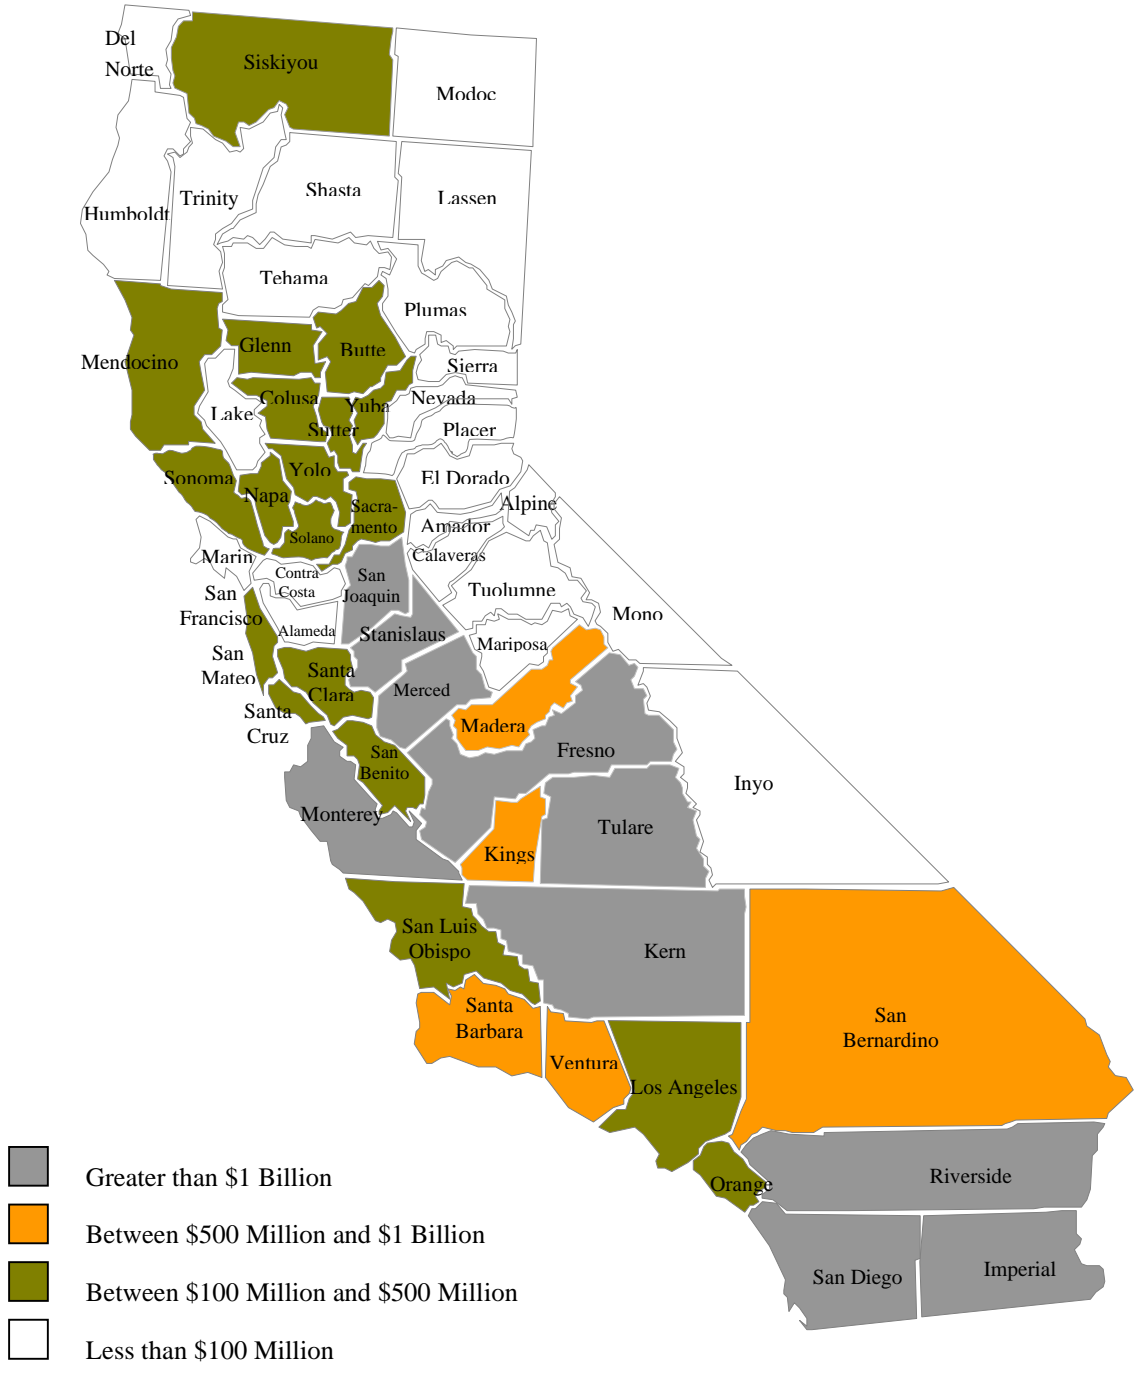 Del
Norte
Siskiyou
Modoc
Humboldt
Trinity
Shasta
Lassen
Tehama
Plumas
Mendocino
Glenn
Butte
Sierra
Lake
Colusa
Yuba
Nevada
Sutter
Placer
Sonoma
Napa
Yolo
El Dorado
Sacra-
mento
Alpine
Solano
Amador
Marin
Calaveras
Contra
Costa
San
Joaquin
Tuolumne
Mono
San
Francisco
Alameda
Stanislaus
Mariposa
San
Mateo
Santa
Clara
Merced
Santa
Cruz
Madera
San
Benito
Fresno
Inyo
Monterey
Kings
Tulare
San Luis
Obispo
Kern
Santa
Barbara
Ventura
Los Angeles
San
Bernardino
Orange
Riverside
San Diego
Imperial
Greater than $1 Billion
Between $500 Million and $1 Billion
Between $100 Million and $500 Million
Less than $100 Million